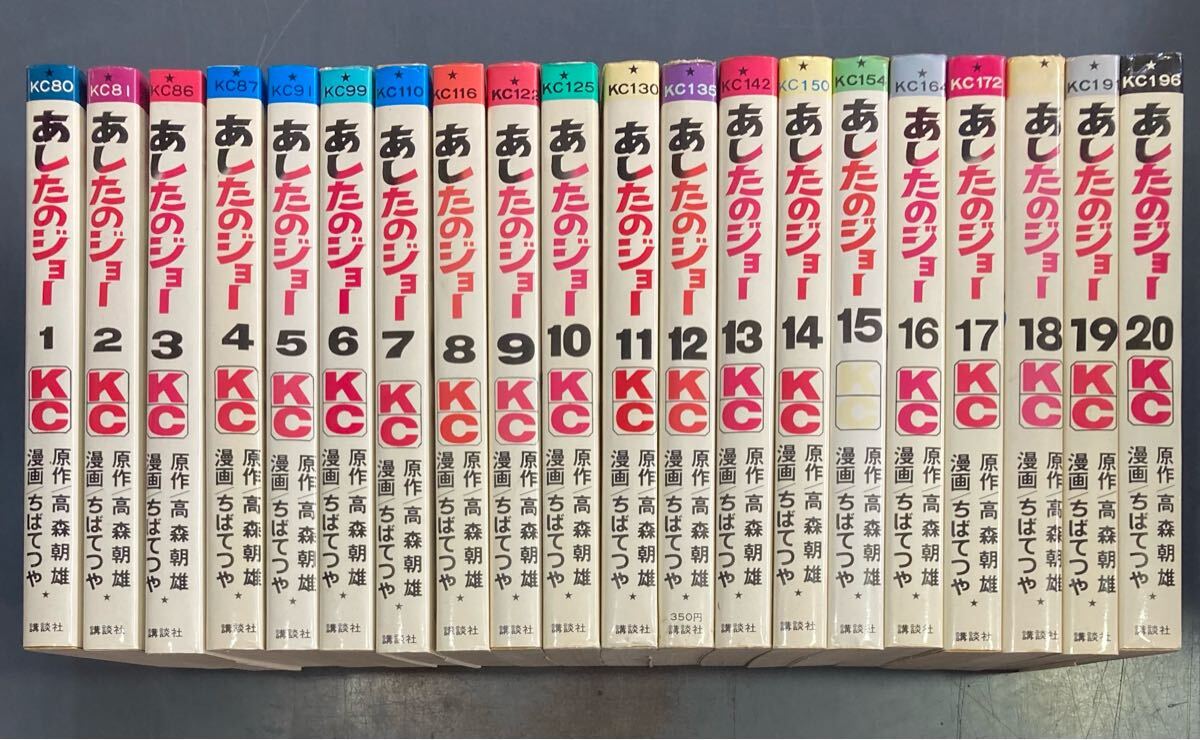 KC80
あしたのジョー
1
KC
原作/高森朝雄
漫画/ちばてつや
講談社
KC81
あしたのジョー
2
KC
原作/高森朝雄
漫画/ちばてつや
講談社
KC86
あしたのジョー
3
KC
原作/高森朝雄
漫画/ちばてつや
講談社
KC87
あしたのジョー
4
KC
原作/高森朝雄
漫画/ちばてつや
講談社
KC91
あしたのジョー
5
KC
原作/高森朝雄
漫画/ちばてつや
講談社
KC99
あしたのジョー
6
KC
原作/高森朝雄
漫画/ちばてつや
講談社
KC110
あしたのジョー
7
KC
原作/高森朝雄
漫画/ちばてつや
講談社
KC116
あしたのジョー
8
KC
原作/高森朝雄
漫画/ちばてつや
講談社
あしたのジョー
9
KC
原作/高森朝雄
漫画/ちばてつや
講談社
KC125
あしたのジョー
10
KC
原作/高森朝雄
漫画/ちばてつや
講談社
KC130
あしたのジョー
11
KC
原作/高森朝雄
漫画/ちばてつや
講談社
KC135
あしたのジョー
12
KC
原作/高森朝雄
漫画/ちばてつや
350円
講談社
KC142
あしたのジョー
13
KC
原作/高森朝雄
漫画/ちばてつや
講談社
KC150
あしたのジョー
14
KC
原作/高森朝雄
漫画/ちばてつや
講談社
KC154
あしたのジョー
15
KC
原作/高森朝雄
漫画/ちばてつや
講談社
KC164
あしたのジョー
16
KC
原作/高森朝雄
漫画/ちばてつや
講談社
KC172
あしたのジョー
17
KC
原作/高森朝雄
漫画/ちばてつや
講談社
あしたのジョー
18
KC
原作/高森朝雄
漫画/ちばてつや
講談社
KC191
あしたのジョー
19
KC
原作/高森朝雄
漫画/ちばてつや
講談社
KC196
あしたのジョー
20
KC
原作/高森朝雄
漫画/ちばてつや
講談社